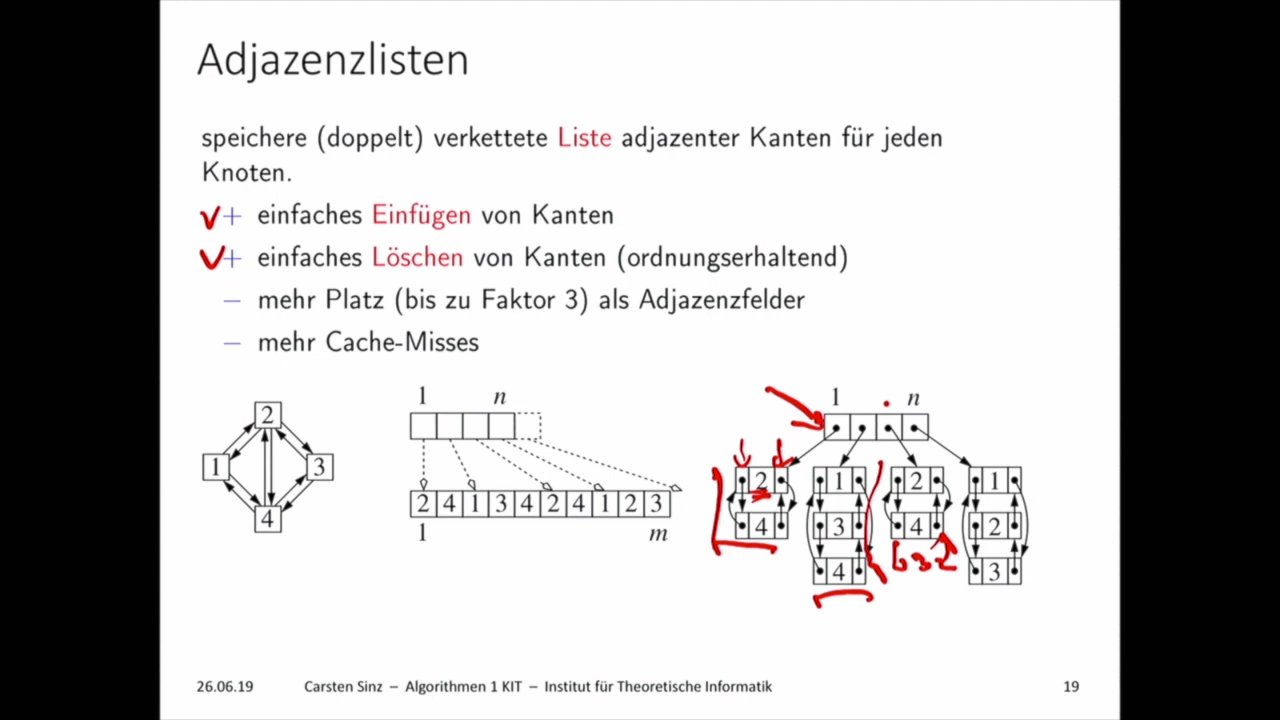 Adjazenzlisten
speichere (doppelt) verkettete Liste adjazenter Kanten für jeden
Knoten.
+ einfaches Einfügen von Kanten
+ einfaches Löschen von Kanten (ordnungserhaltend)
− mehr Platz (bis zu Faktor 3) als Adjazenzfelder
− mehr Cache-Misses
2
1 3
4
1 n
2 4 1 3 4 2 4 1 2 3
1 m
1 n
2 1 2 1
4 3 4 2
4 3
26.06.19 Carsten Sinz − Algorithmen 1 KIT − Institut für Theoretische Informatik 19